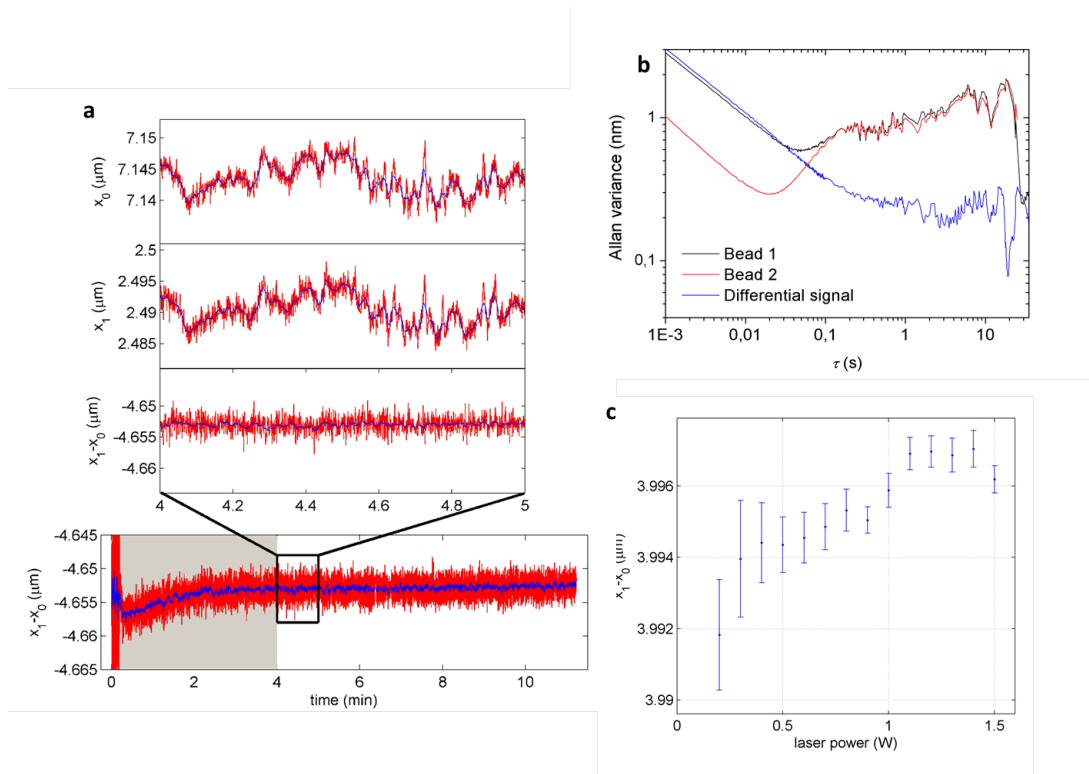 a
7.15
7.145
7.14
x0 (μm)
2.5
2.495
2.49
2.485
x1 (μm)
-4.65
-4.655
-4.66
x1-x0 (μm)
4 4.2 4.4 4.6 4.8 5
-4.645
-4.65
-4.655
-4.66
-4.665
x1-x0 (μm)
0 2 4 6 8 10
time (min)
b
1
0,1
Allan variance (nm)
Bead 1
Bead 2
Differential signal
1E-3 0,01 0,1 1 10
τ (s)
c
3.996
3.994
3.992
3.99
x1-x0 (μm)
0 0.5 1 1.5
laser power (W)